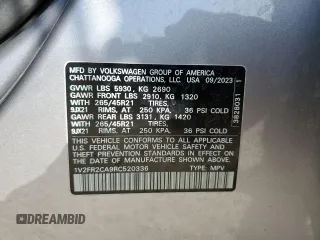 MFD. BY VOLKSWAGEN GROUP OF AMERICA
CHATTANOOGA OPERATIONS, LLC USA 09/2023
GVWR LBS 5930, KG 2690
GAWR FRONT LBS 2910, KG 1320
WITH 265/45R21 TIRES,
9JX21 RIMS, AT 250 KPA, 36 PSI COLD
GAWR REAR LBS 3131, KG 1420
WITH 265/45R21 TIRES,
9JX21 RIMS, AT 250 KPA, 36 PSI COLD
THIS VEHICLE CONFORMS TO ALL APPLICABLE
U.S. FEDERAL MOTOR VEHICLE SAFETY STANDARDS
IN EFFECT ON THE DATE OF MANUFACTURE SHOWN ABOVE.
1V2FR2CA9RC520336 TYPE: MPV
3828031
© DREAMBID
DREAMBID